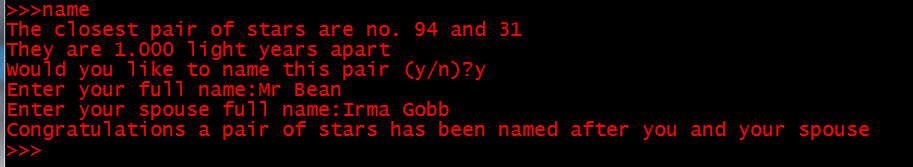 >>>name
The closest pair of stars are no. 94 and 31
They are 1.000 light years apart
Would you like to name this pair (y/n)?y
Enter your full name:Mr Bean
Enter your spouse full name:Irma Gobb
Congratulations a pair of stars has been named after you and your spouse
>>>